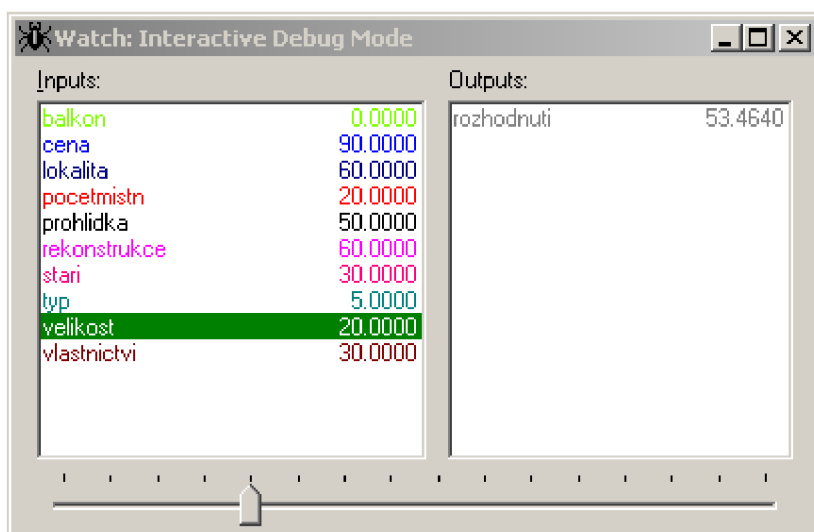 Watch: Interactive Debug Mode
Inputs: Outputs:
balkon 0.0000 rozhodnuti 53.4640
cena 90.0000
lokalita 60.0000
pocetmistn 20.0000
prohlidka 50.0000
rekonstrukce 60.0000
stari 30.0000
typ 5.0000
velikost 20.0000
vlastnictvi 30.0000